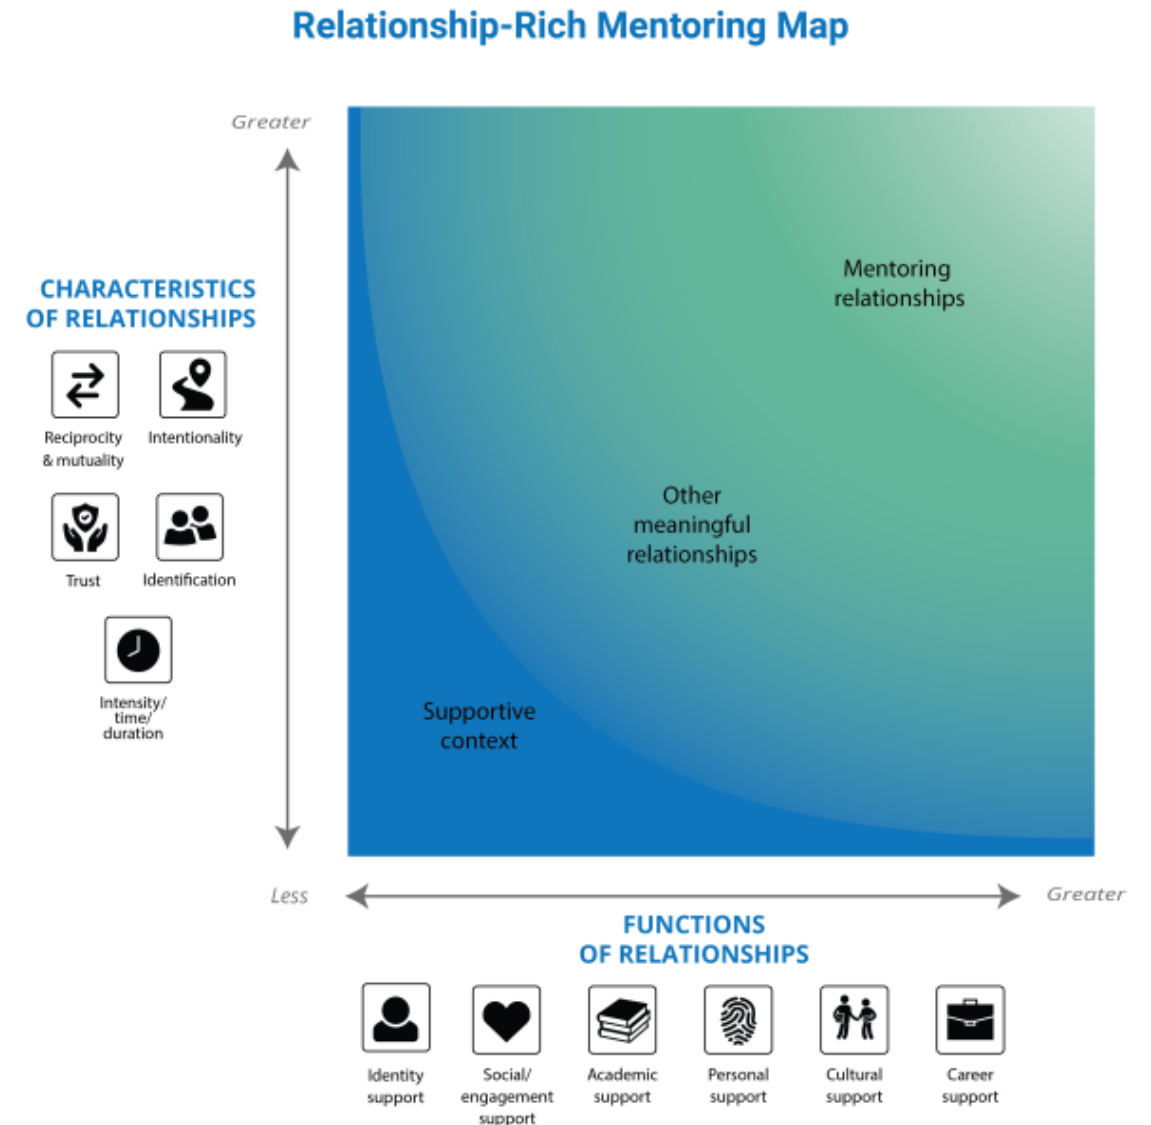 Relationship-Rich Mentoring Map
Greater
CHARACTERISTICS
OF RELATIONSHIPS
Reciprocity
& mutuality
Intentionality
Trust
Identification
Intensity/
time/
duration
Mentoring
relationships
Other
meaningful
relationships
Supportive
context
Less
Greater
FUNCTIONS
OF RELATIONSHIPS
Identity
support
Social/
engagement
support
Academic
support
Personal
support
Cultural
support
Career
support